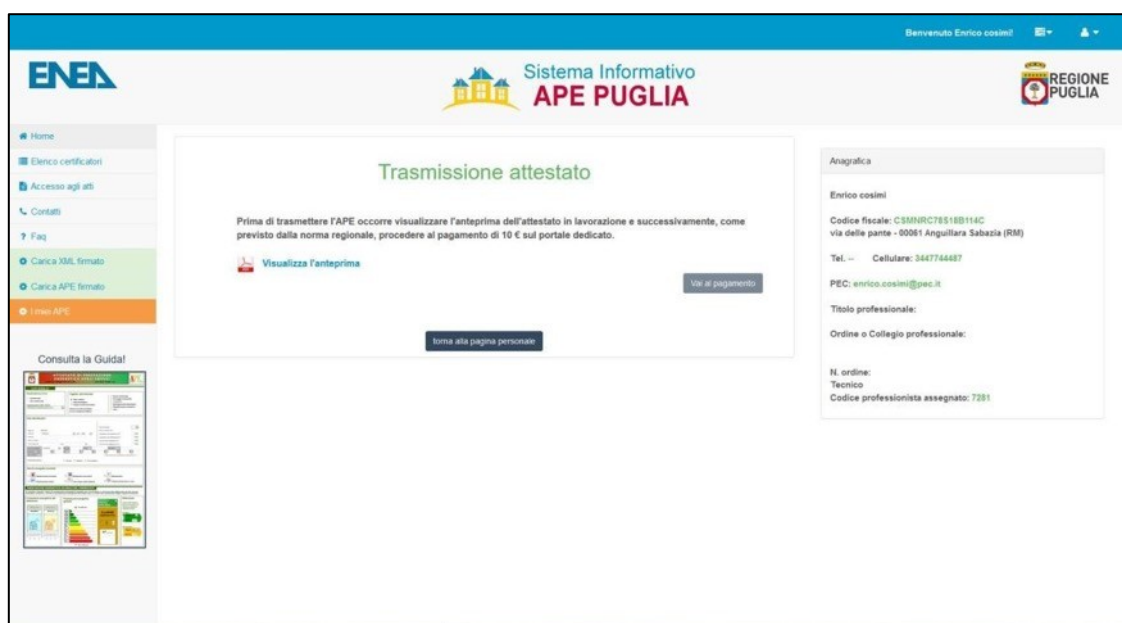 Benvenuto Enrico cosimi!
ENEA
Sistema Informativo
APE PUGLIA
REGIONE
PUGLIA
Home
Elenco certificatori
Accesso agli atti
Contatti
Faq
Carica XML firmato
Carica APE firmato
I miei APE
Consulta la Guida!
Trasmissione attestato
Prima di trasmettere l'APE occorre visualizzare l'anteprima dell'attestato in lavorazione e successivamente, come
previsto dalla norma regionale, procedere al pagamento di 10 € sul portale dedicato.
Visualizza l'anteprima
Vai al pagamento
torna alla pagina personale
Anagrafica
Enrico cosimi
Codice fiscale: CSMNRC78S18B114C
via delle pante - 00061 Anguillara Sabazia (RM)
Tel. -- Cellulare: 3447744487
PEC: enrico.cosimi@pec.it
Titolo professionale:
Ordine o Collegio professionale:
N. ordine:
Tecnico
Codice professionista assegnato: 7281